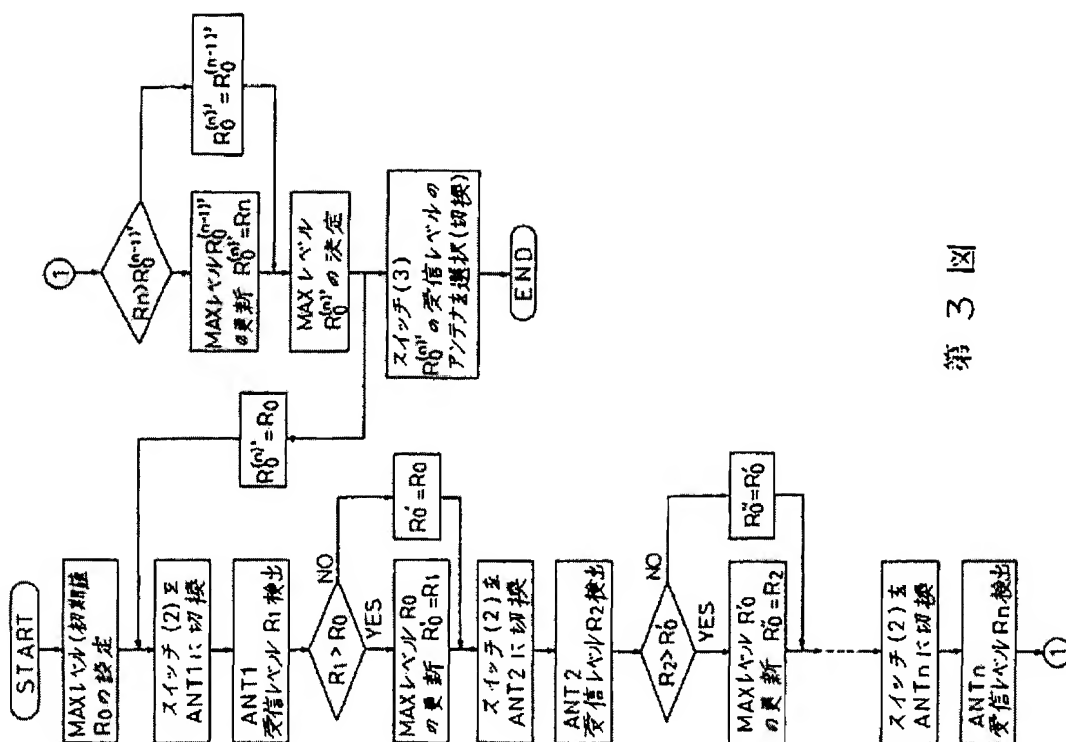 START
MAXレベル(初期値
R0の設定
スイッチ(2)を
ANT1に切換
ANT1
受信レベル R1検出
R1 > R0
NO
YES
R0' = R0
MAXレベル R0
の更新 R0' = R1
スイッチ(2)を
ANT2に切換
ANT2
受信レベル R2検出
R2 > R0'
NO
YES
R0'' = R0'
MAXレベル R'0
の更新 R0'' = R2
スイッチ(2)を
ANTnに切換
ANTn
受信レベル Rn検出
1
1
Rn>R0(n-1)'
R0(n)' = R0(n-1)'
MAXレベルR0(n-1)'
の更新 R0(n)' = Rn
MAXレベル
R0(n)' の決定
R0(n)' = R0
スイッチ(3)
R0(n)' の受信レベルの
アンテナを選択(切換)
END
第3図